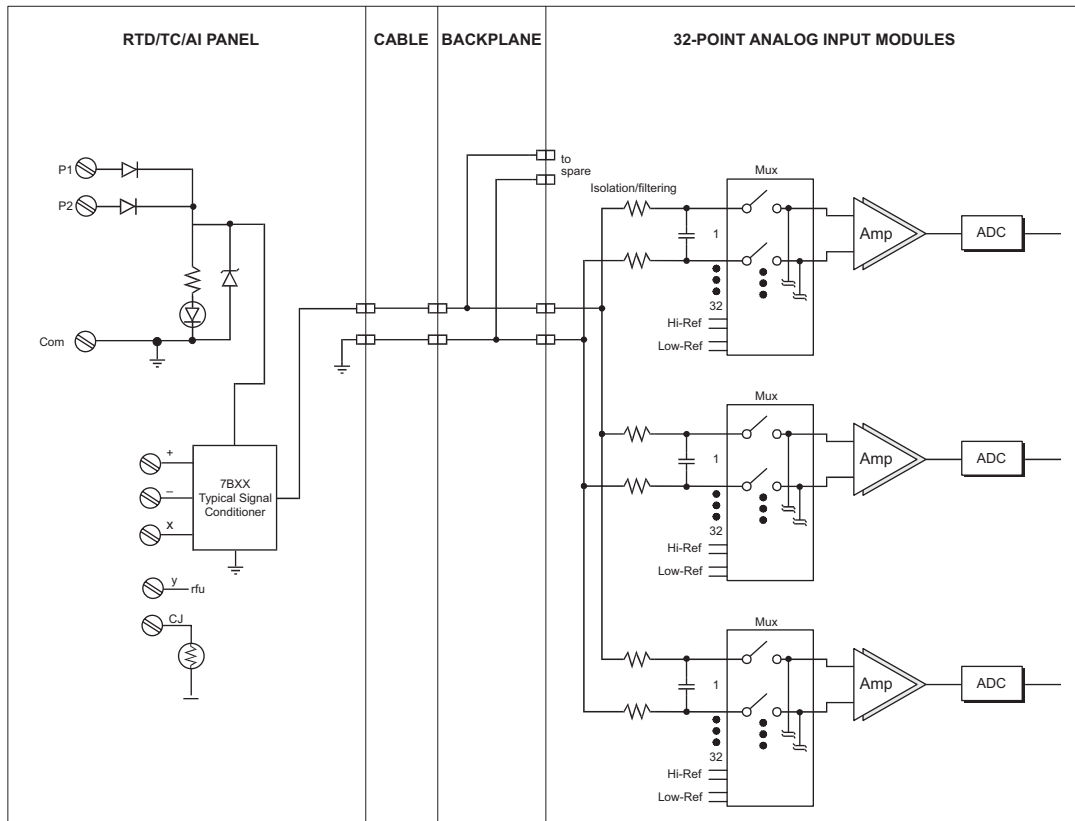 RTD/TC/AI PANEL
CABLE
BACKPLANE
32-POINT ANALOG INPUT MODULES
P1
P2
Com
+
–
x
7BXX
Typical Signal
Conditioner
y
rfu
CJ
to
spare
Isolation/filtering
Mux
1
32
Hi-Ref
Low-Ref
Amp
ADC
Mux
1
32
Hi-Ref
Low-Ref
Amp
ADC
Mux
1
32
Hi-Ref
Low-Ref
Amp
ADC